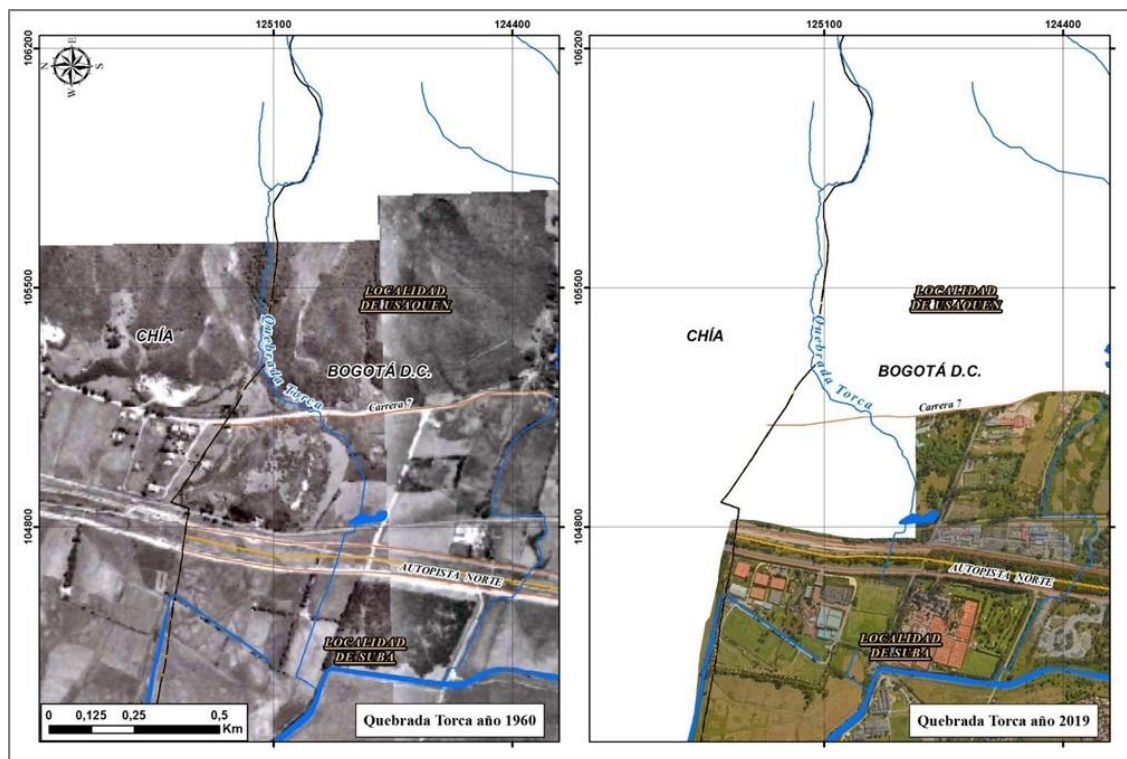 125100
124400
106200
105500
104800
N
E
S
W
LOCALIDAD
DE USAQUEN
CHÍA
BOGOTÁ D.C.
Quebrada Torca
Carrera 7
AUTOPISTA NORTE
LOCALIDAD
DE SUBA
0 0,125 0,25 0,5
Km
Quebrada Torca año 1960
125100
124400
106200
105500
104800
LOCALIDAD
DE USAQUEN
CHÍA
BOGOTÁ D.C.
Quebrada Torca
Carrera 7
AUTOPISTA NORTE
LOCALIDAD
DE SUBA
Quebrada Torca año 2019